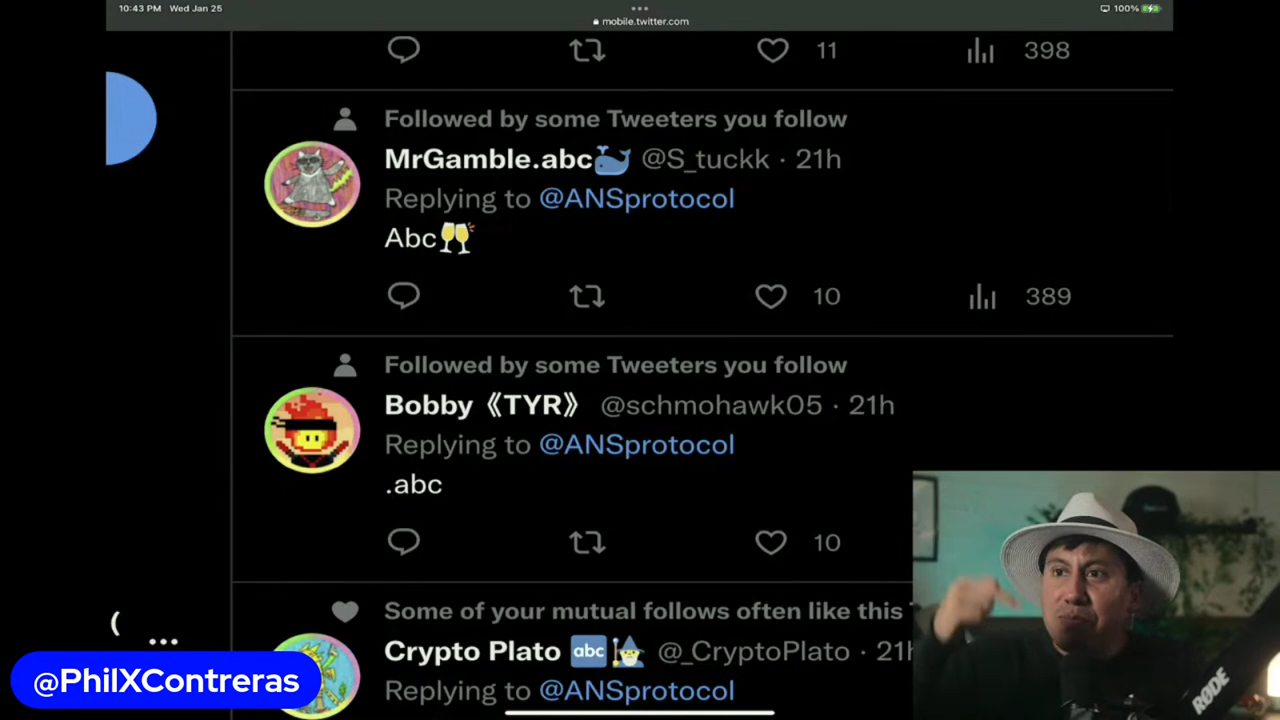 10:43 PM Wed Jan 25
100%
mobile.twitter.com
11 398
Followed by some Tweeters you follow
MrGamble.abc🐳 @S_tuckk · 21h
Replying to @ANSprotocol
Abc🥂
10 389
Followed by some Tweeters you follow
Bobby 《TYR》 @schmohawk05 · 21h
Replying to @ANSprotocol
.abc
10
Some of your mutual follows often like this
Crypto Plato abc @_CryptoPlato · 21h
Replying to @ANSprotocol
(
...
@PhilXContreras
RØDE